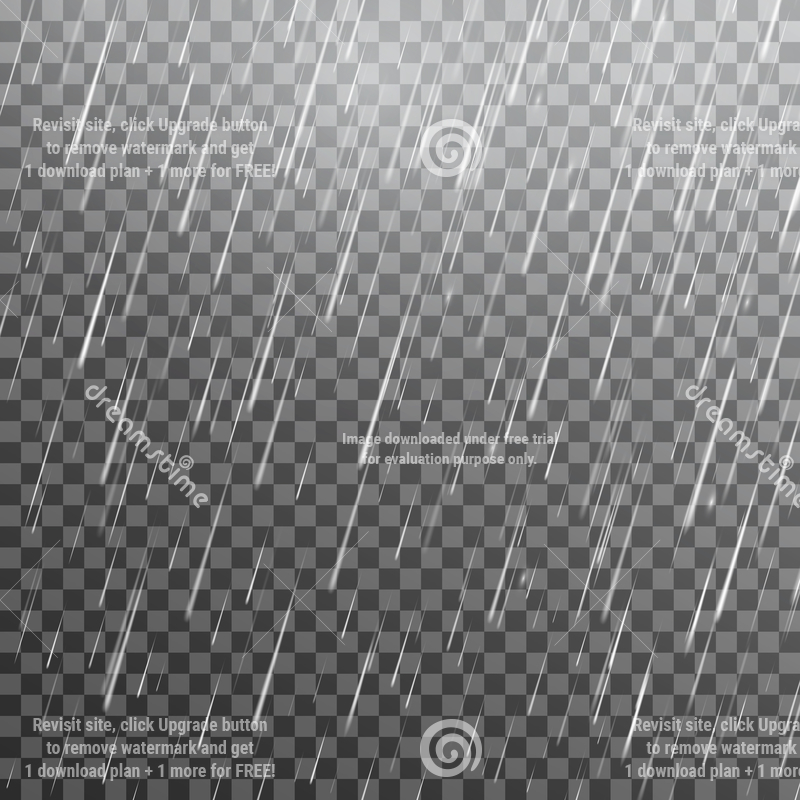 Revisit site, click Upgrade button
to remove watermark and get
1 download plan + 1 more for FREE!
Revisit site, click Upgra
to remove watermark
1 download plan + 1 more
dreamstime
dreamstime
Image downloaded under free trial
for evaluation purpose only.
Revisit site, click Upgrade button
to remove watermark and get
1 download plan + 1 more for FREE!
Revisit site, click Upgra
to remove watermark
1 download plan + 1 more